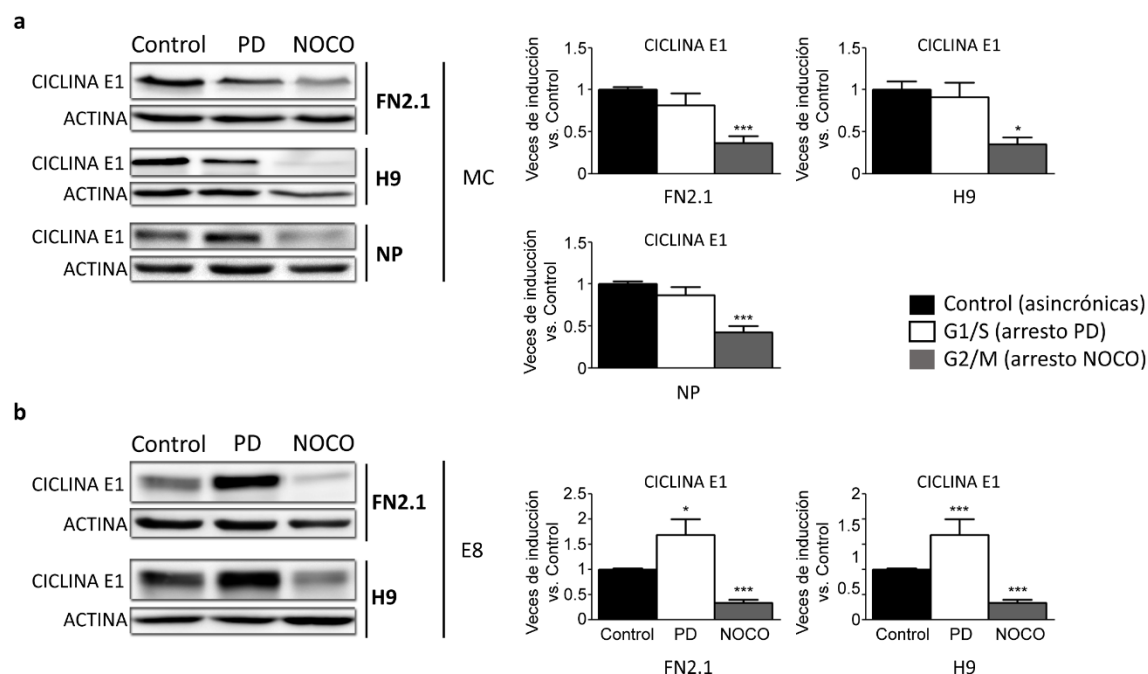 a
Control PD NOCO
CICLINA E1
ACTINA
FN2.1
CICLINA E1
ACTINA
H9
CICLINA E1
ACTINA
NP
MC
CICLINA E1
Veces de inducción
vs. Control
1.5
1
0.5
0
***
FN2.1
CICLINA E1
Veces de inducción
vs. Control
1.5
1
0.5
0
*
H9
CICLINA E1
Veces de inducción
vs. Control
1.5
1
0.5
0
***
NP
Control (asincrónicas)
G1/S (arresto PD)
G2/M (arresto NOCO)
b
Control PD NOCO
CICLINA E1
ACTINA
FN2.1
CICLINA E1
ACTINA
H9
E8
CICLINA E1
Veces de inducción
vs. Control
2.5
2
1.5
1
0.5
0
*
***
Control PD NOCO
FN2.1
CICLINA E1
Veces de inducción
vs. Control
2.5
2
1.5
1
0.5
0
***
***
Control PD NOCO
H9